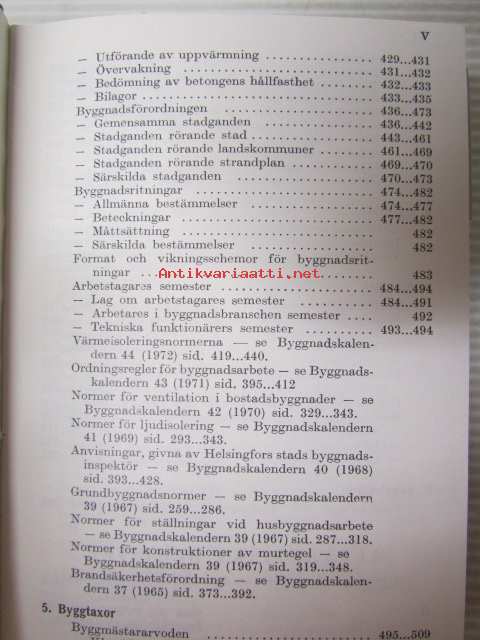 V
— Utförande av uppvärmning .......... 429...431
— Övervakning .......... 431...432
— Bedömning av betongens hållfasthet .......... 432...433
— Bilagor .......... 433...435
Byggnadsförordningen .......... 436...473
— Gemensamma stadganden .......... 436...442
— Stadganden rörande stad .......... 443...461
— Stadganden rörande landskommuner .......... 461...469
— Stadganden rörande strandplan .......... 469...470
— Särskilda stadganden .......... 470...473
Byggnadsritningar .......... 474...482
— Allmänna bestämmelser .......... 474...477
— Beteckningar .......... 477...482
— Måttsättning .......... 482
— Särskilda bestämmelser .......... 482
Format och vikningsschemor för byggnadsrit-
ningar .......... 483
Antikvariaatti.net
Arbetstagares semester .......... 484...494
— Lag om arbetstagares semester .......... 484...491
— Arbetares i byggnadsbranschen semester .......... 492
— Tekniska funktionärers semester .......... 493...494
Värmeisoleringsnormerna — se Byggnadskalen-
dern 44 (1972) sid. 419...440.
Ordningsregler för byggnadsarbete — se Byggnads-
kalendern 43 (1971) sid. 395...412
Normer för ventilation i bostadsbyggnader — se
Byggnadskalendern 42 (1970) sid. 329...343.
Normer för ljudisolering — se Byggnadskalendern
41 (1969) sid. 293...343.
Anvisningar, givna av Helsingfors stads byggnads-
inspektör — se Byggnadskalendern 40 (1968)
sid. 393...428.
Grundbyggnadsnormer — se Byggnadskalendern
39 (1967) sid. 259...286.
Normer för ställningar vid husbyggnadsarbete
— se Byggnadskalendern 39 (1967) sid. 287...318.
Normer för konstruktioner av murtegel — se
Byggnadskalendern 39 (1967) sid. 319...348.
Brandsäkerhetsförordning — se Byggnadskalen-
dern 37 (1965) sid. 373...392.
5. Byggtaxor
Byggmästararvoden .......... 495...509